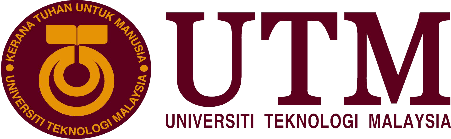 • KERANA TUHAN UNTUK MANUSIA •
UNIVERSITI TEKNOLOGI MALAYSIA
UTM
UNIVERSITI TEKNOLOGI MALAYSIA